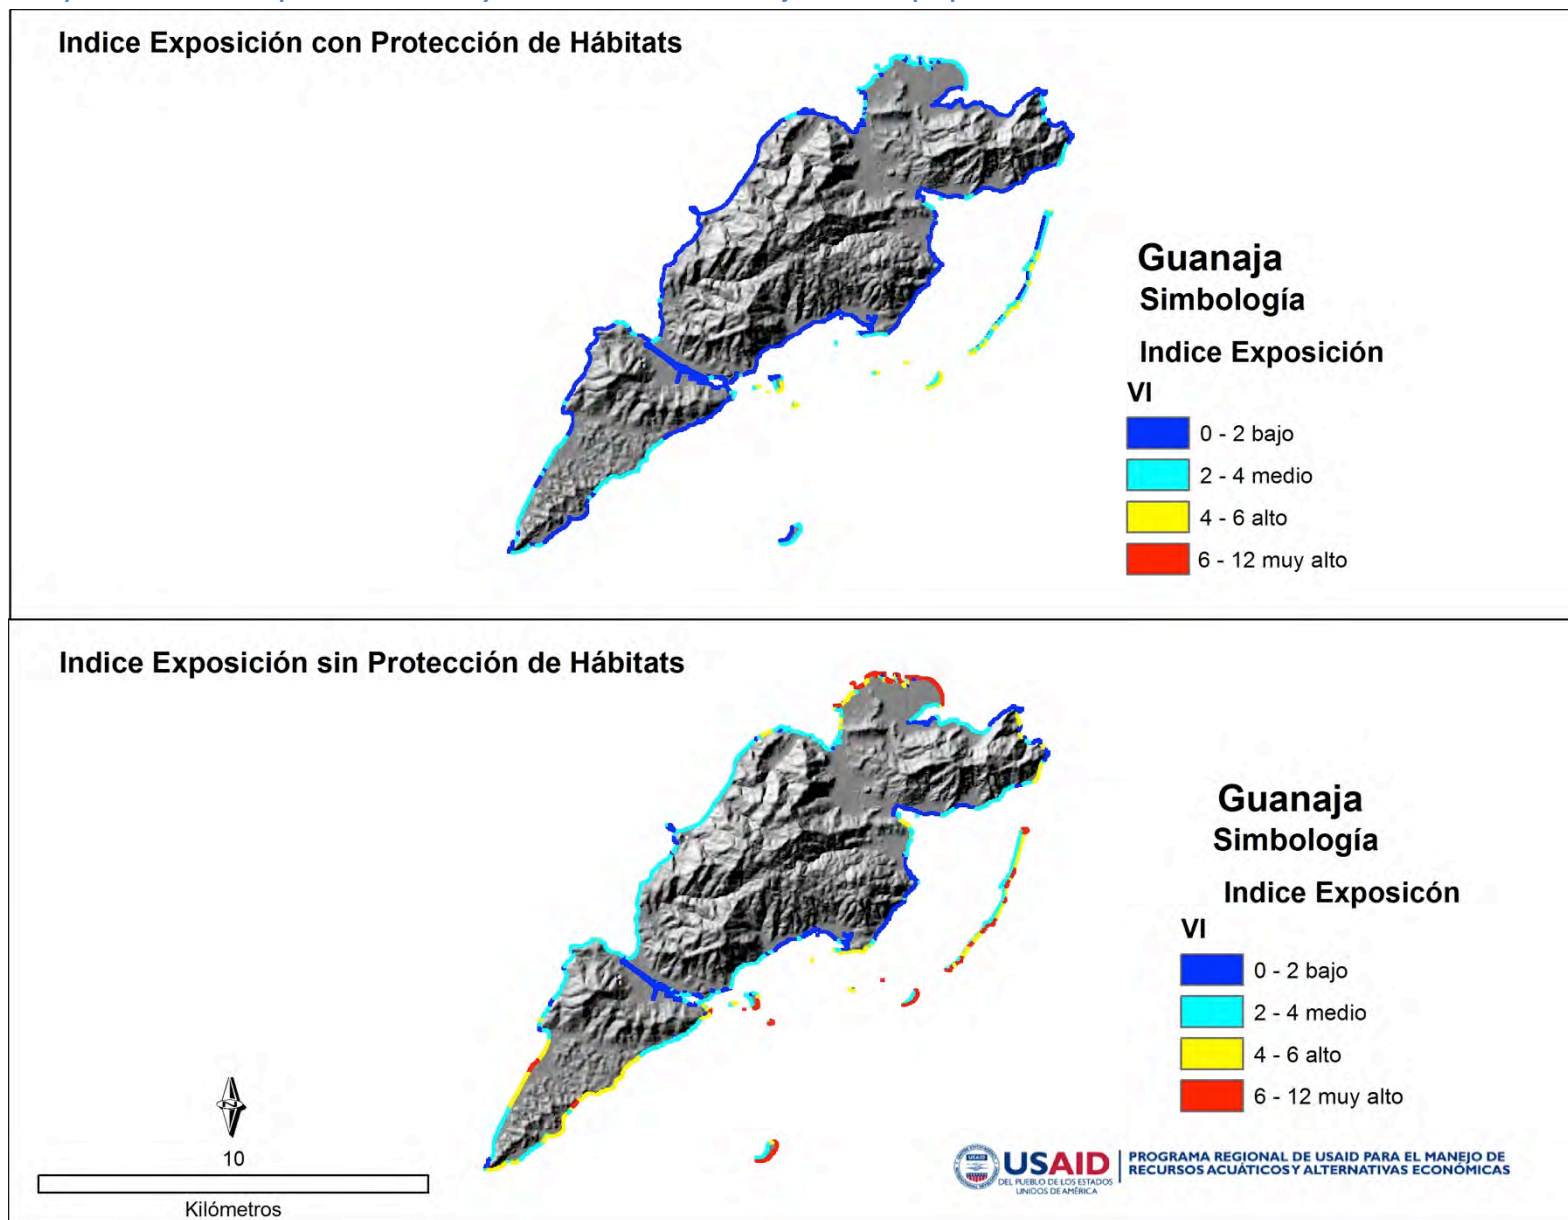 Indice Exposición con Protección de Hábitats
Guanaja
Simbología
Indice Exposición
VI
0 - 2 bajo
2 - 4 medio
4 - 6 alto
6 - 12 muy alto
Indice Exposición sin Protección de Hábitats
Guanaja
Simbología
Indice Exposicón
VI
0 - 2 bajo
2 - 4 medio
4 - 6 alto
6 - 12 muy alto
N
10
Kilómetros
USAID
USAID
DEL PUEBLO DE LOS ESTADOS
UNIDOS DE AMÉRICA
PROGRAMA REGIONAL DE USAID PARA EL MANEJO DE
RECURSOS ACUÁTICOS Y ALTERNATIVAS ECONÓMICAS